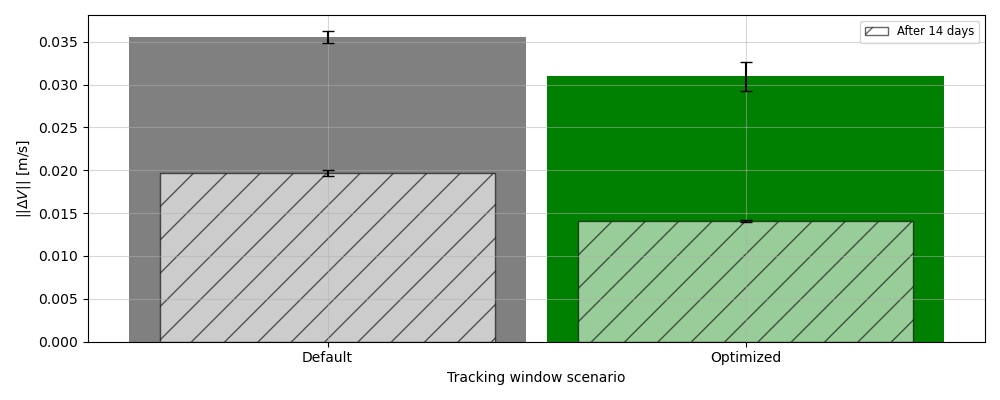 After 14 days
0.035
0.030
0.025
0.020
0.015
0.010
0.005
0.000
||ΔV|| [m/s]
Default
Optimized
Tracking window scenario